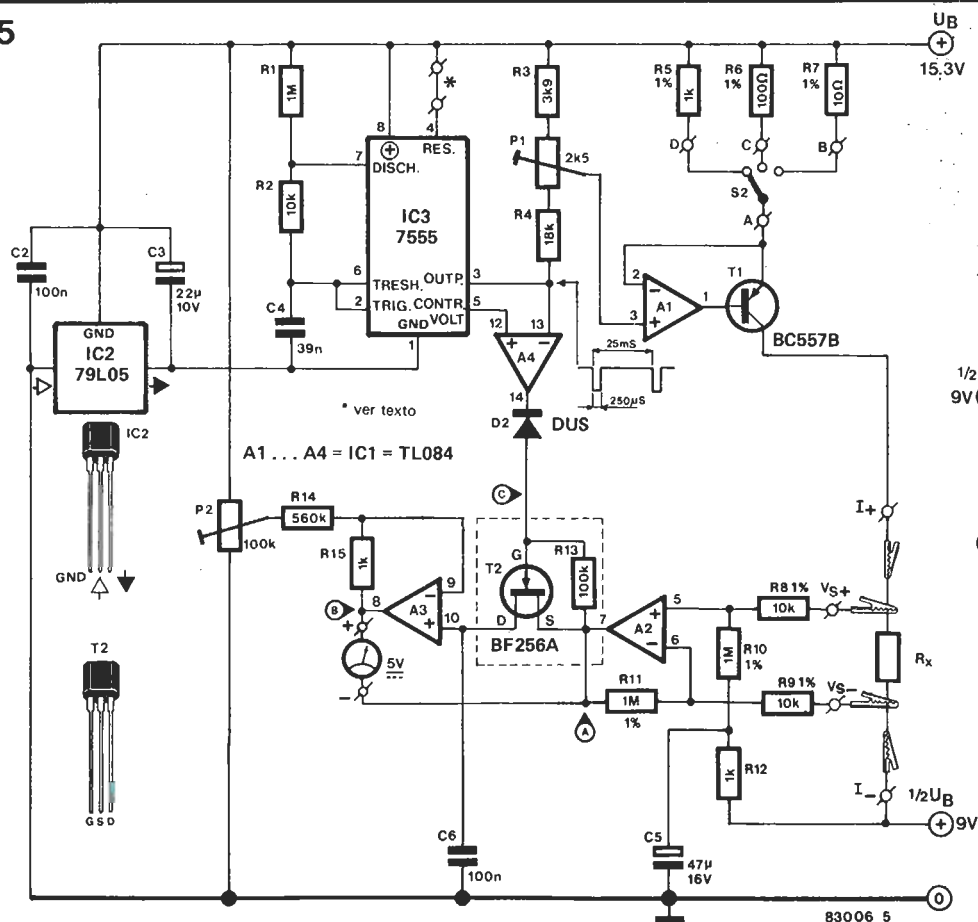 5
UB
+
15,3V
R1
1M
*
R3
3k9
R5
1%
1k
R6
1%
100Ω
R7
1%
10Ω
8
4
+
RES.
7
DISCH.
P1
2k5
D
C
B
S2
A
R2
10k
IC3
7555
R4
18k
C2
100n
C3
22µ
10V
6
TRESH.
OUTP.
3
2
TRIG.
CONTR.
5
VOLT
GND
1
C4
39n
2
−
A1
3
+
1
T1
BC557B
GND
IC2
79L05
12
+
13
−
A4
14
25mS
250µS
1/2
9V(
* ver texto
D2
DUS
IC2
A1 ... A4 = IC1 = TL084
C
I+
P2
100k
R14
560k
GND
R15
1k
G
T2
R13
100k
D
S
BF256A
B
8
A3
9
−
10
+
+
5V
−
7
A2
5
+
6
−
R8 1%
10k
VS+
R10
1M
1%
RX
R11
1M
1%
R9 1%
10k
VS−
A
T2
G S D
R12
1k
I−
1/2UB
+
9V
C6
100n
C5
47µ
16V
0
83006 5